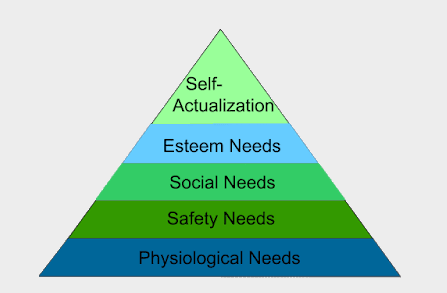 Self-
Actualization
Esteem Needs
Social Needs
Safety Needs
Physiological Needs